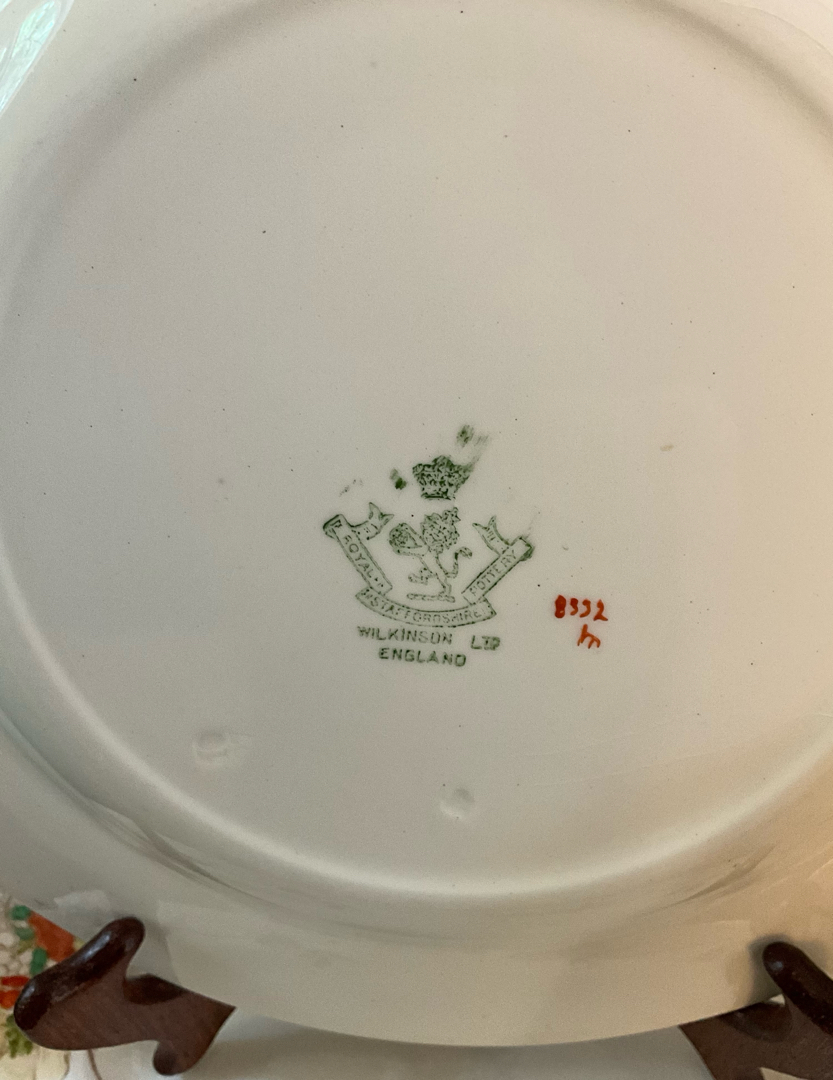 ROYAL
STAFFORDSHIRE
POTTERY
WILKINSON LTD
ENGLAND
8332